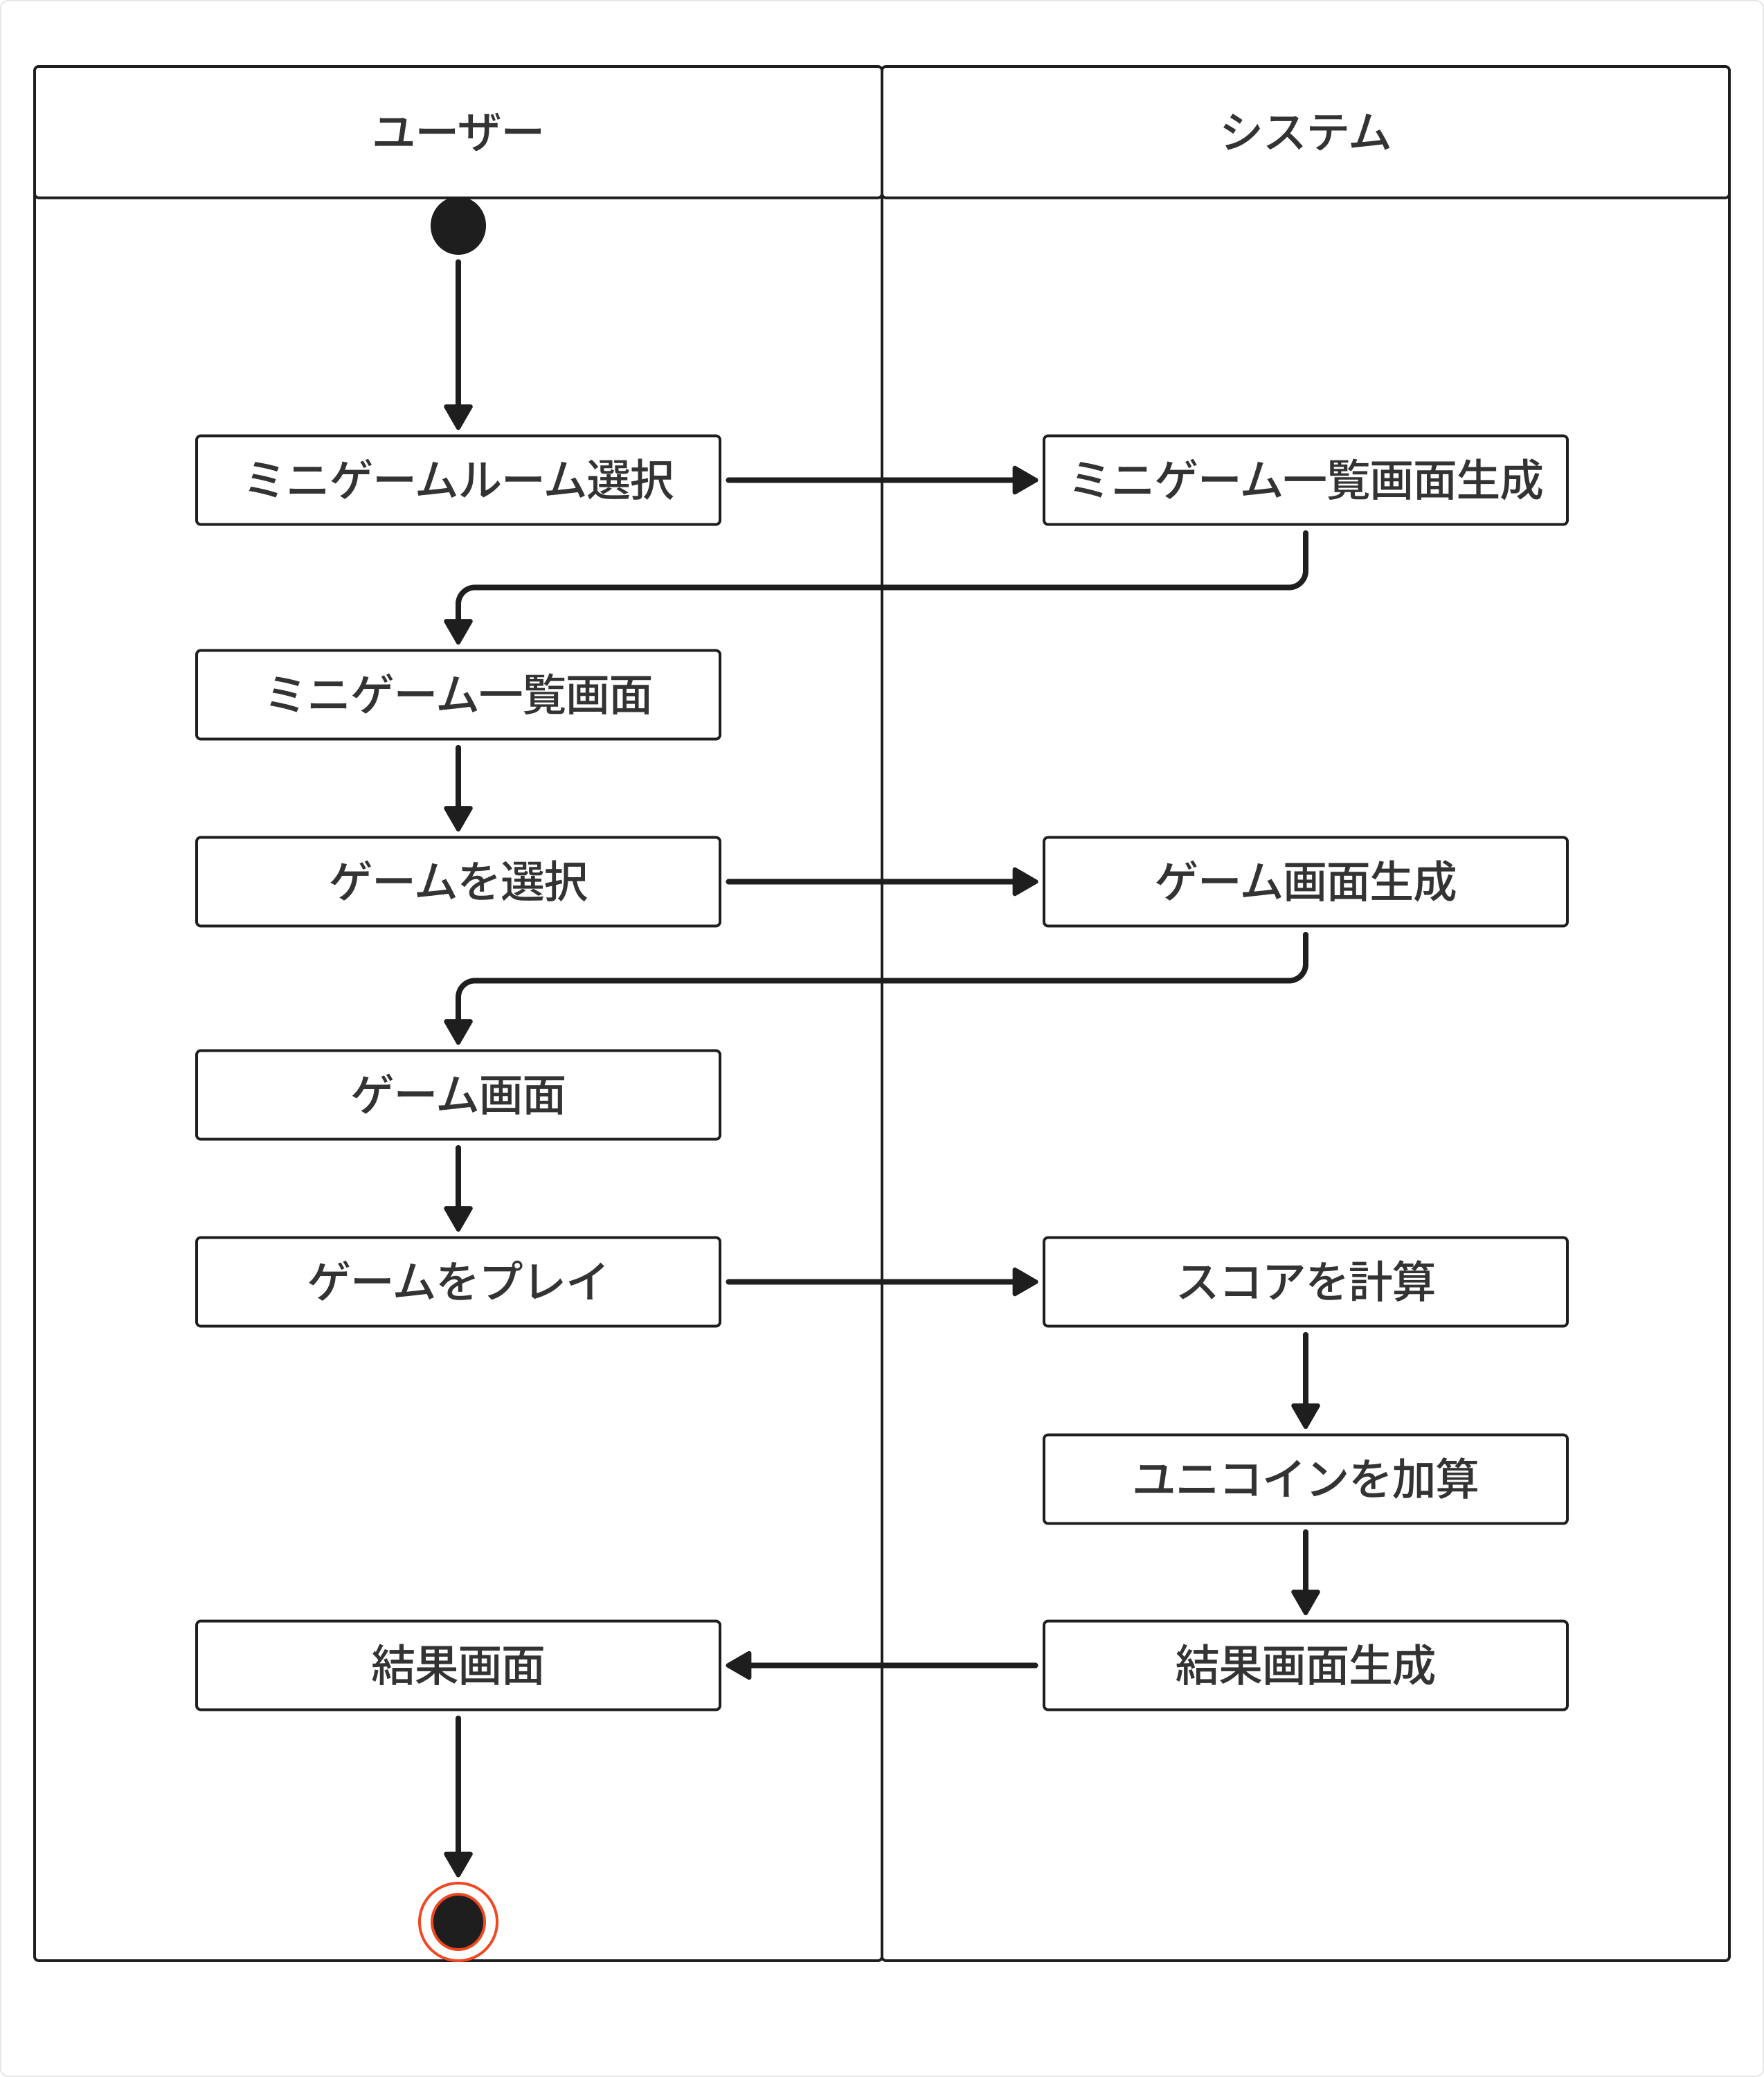 ユーザー
システム
ミニゲームルーム選択
ミニゲーム一覧画面生成
ミニゲーム一覧画面
ゲームを選択
ゲーム画面生成
ゲーム画面
ゲームをプレイ
スコアを計算
ユニコインを加算
結果画面
結果画面生成